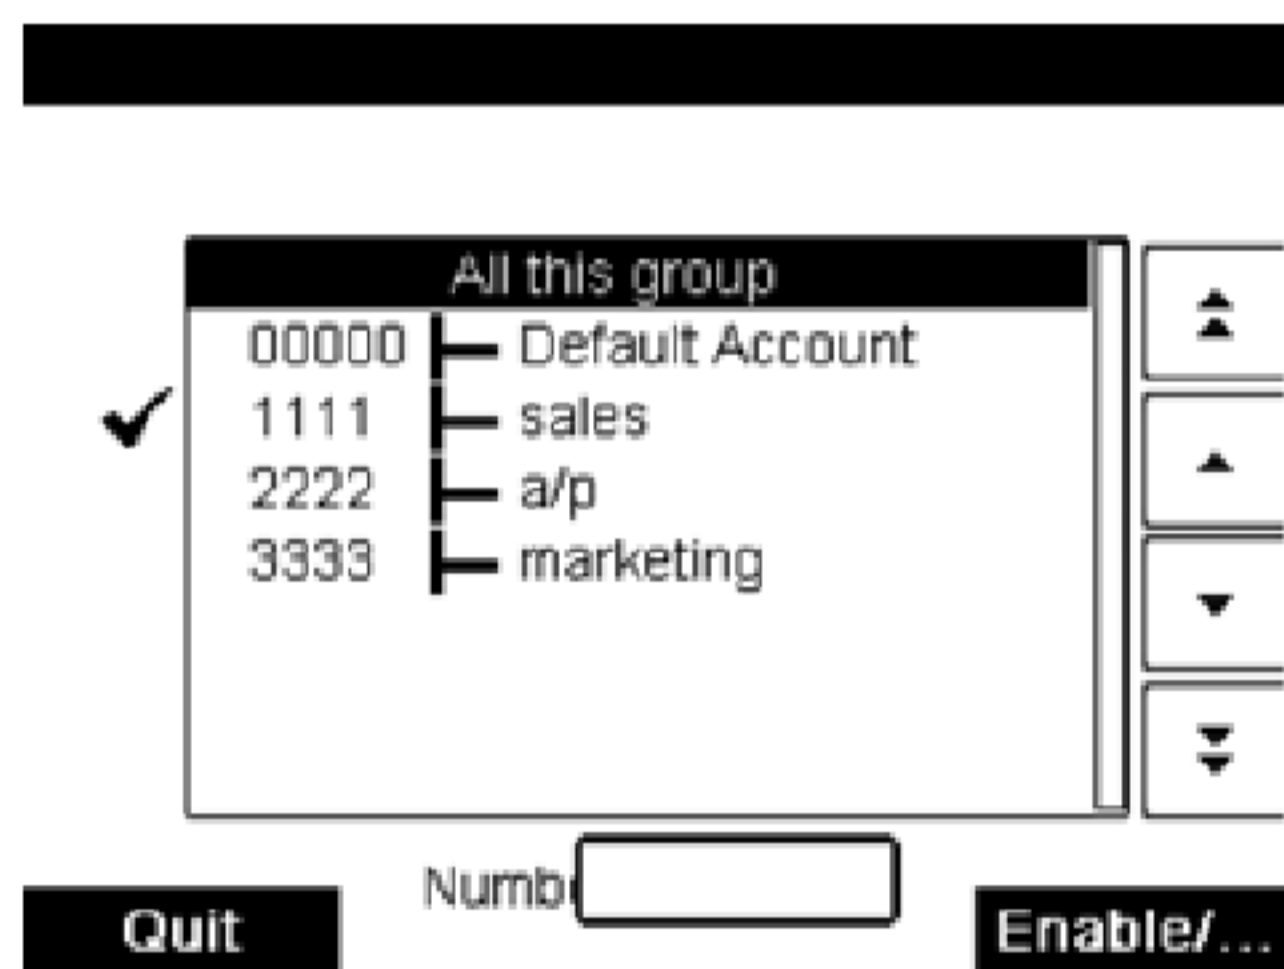 All this group
00000 Default Account
1111 sales
2222 a/p
3333 marketing
Numb
Quit
Enable/...